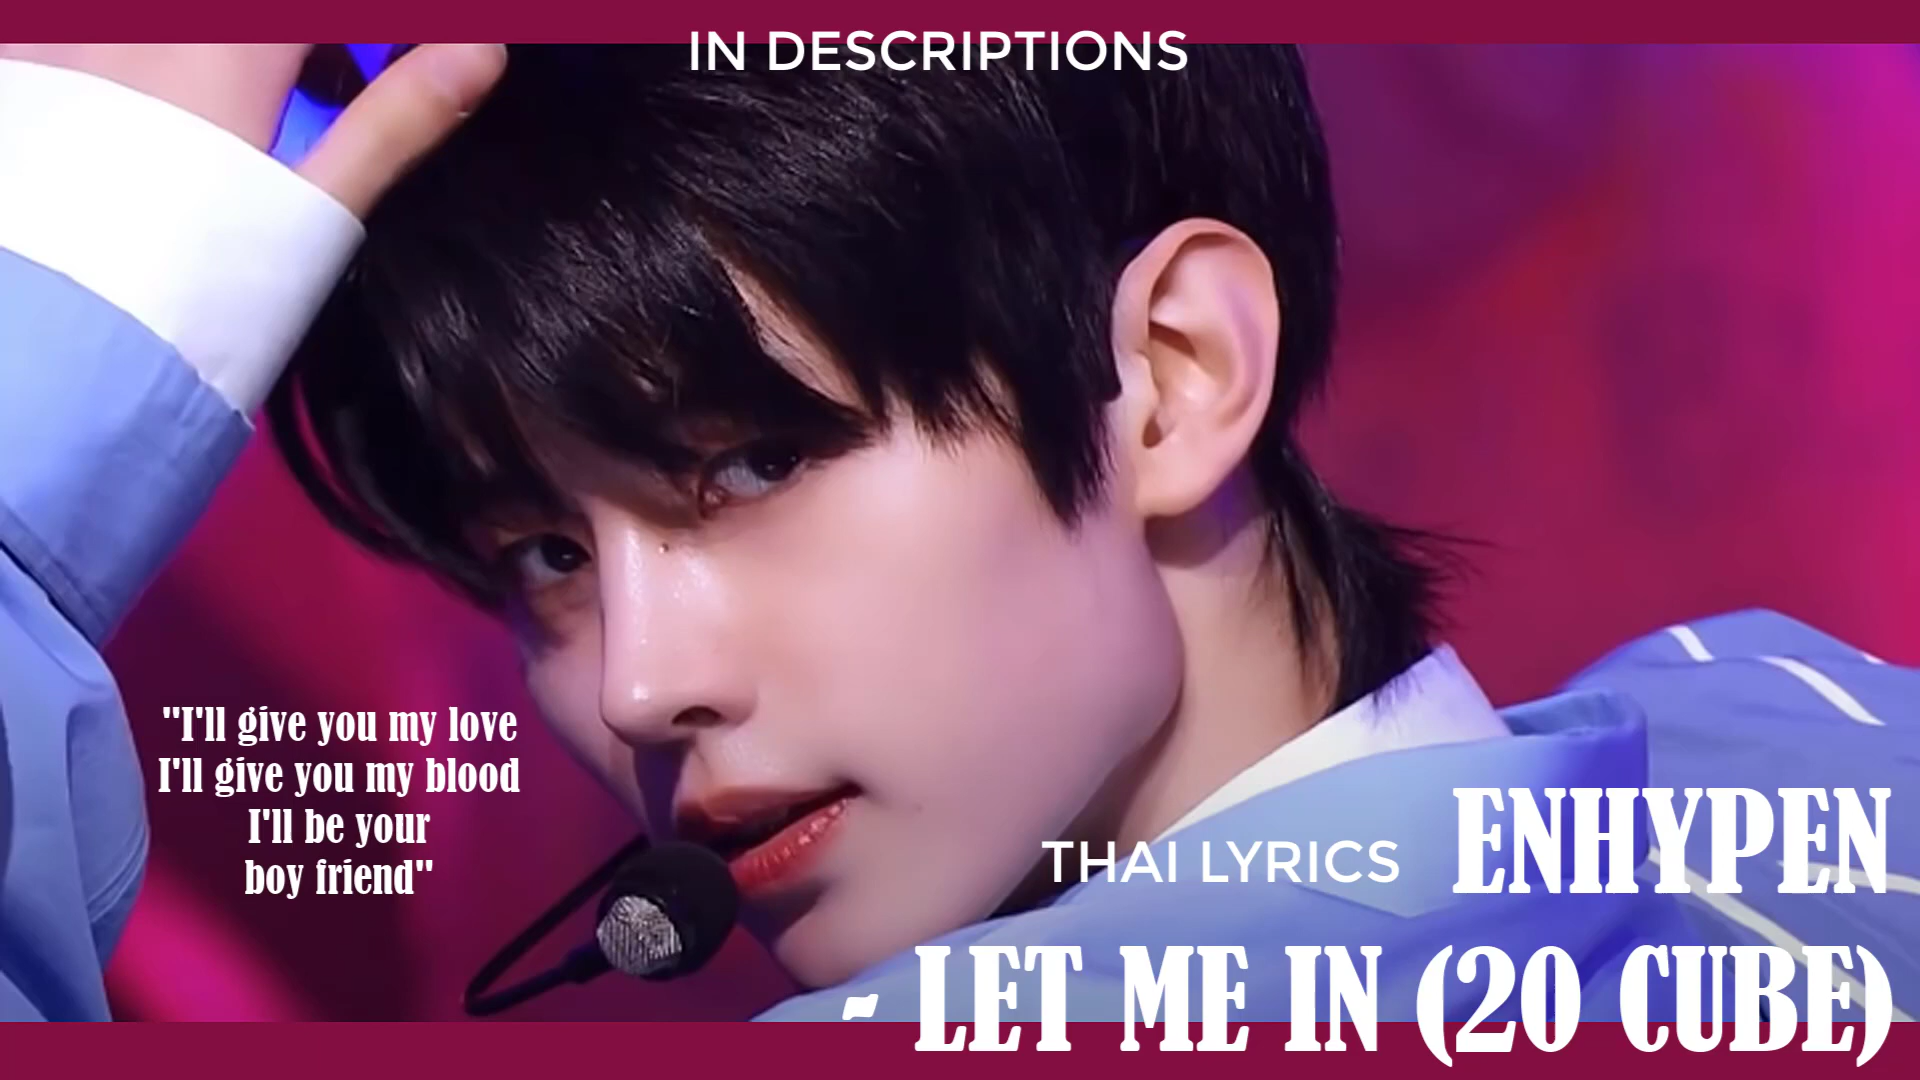 IN DESCRIPTIONS
"I'll give you my love
I'll give you my blood
I'll be your
boy friend"
THAI LYRICS ENHYPEN
- LET ME IN (20 CUBE)